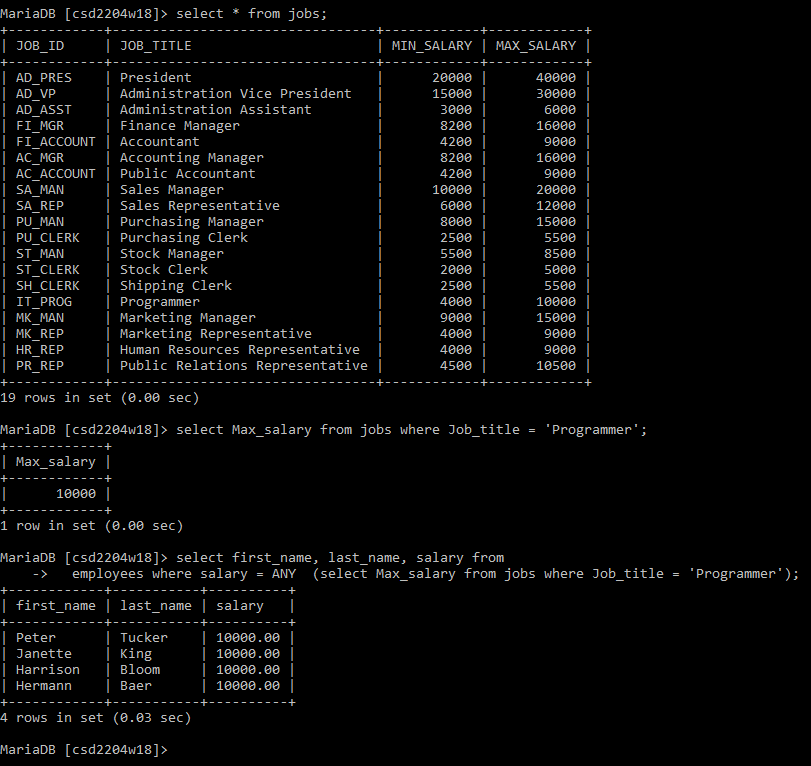 MariaDB [csd2204w18]> select * from jobs;
+------------+---------------------------------+------------+------------+
| JOB_ID     | JOB_TITLE                       | MIN_SALARY | MAX_SALARY |
+------------+---------------------------------+------------+------------+
| AD_PRES    | President                       |      20000 |      40000 |
| AD_VP      | Administration Vice President   |      15000 |      30000 |
| AD_ASST    | Administration Assistant        |       3000 |       6000 |
| FI_MGR     | Finance Manager                 |       8200 |      16000 |
| FI_ACCOUNT | Accountant                      |       4200 |       9000 |
| AC_MGR     | Accounting Manager              |       8200 |      16000 |
| AC_ACCOUNT | Public Accountant               |       4200 |       9000 |
| SA_MAN     | Sales Manager                   |      10000 |      20000 |
| SA_REP     | Sales Representative            |       6000 |      12000 |
| PU_MAN     | Purchasing Manager              |       8000 |      15000 |
| PU_CLERK   | Purchasing Clerk                |       2500 |       5500 |
| ST_MAN     | Stock Manager                   |       5500 |       8500 |
| ST_CLERK   | Stock Clerk                     |       2000 |       5000 |
| SH_CLERK   | Shipping Clerk                  |       2500 |       5500 |
| IT_PROG    | Programmer                      |       4000 |      10000 |
| MK_MAN     | Marketing Manager               |       9000 |      15000 |
| MK_REP     | Marketing Representative        |       4000 |       9000 |
| HR_REP     | Human Resources Representative  |       4000 |       9000 |
| PR_REP     | Public Relations Representative |       4500 |      10500 |
+------------+---------------------------------+------------+------------+
19 rows in set (0.00 sec)
MariaDB [csd2204w18]> select Max_salary from jobs where Job_title = 'Programmer';
+------------+
| Max_salary |
+------------+
|      10000 |
+------------+
1 row in set (0.00 sec)
MariaDB [csd2204w18]> select first_name, last_name, salary from
    ->   employees where salary = ANY  (select Max_salary from jobs where Job_title = 'Programmer');
+------------+-----------+----------+
| first_name | last_name | salary   |
+------------+-----------+----------+
| Peter      | Tucker    | 10000.00 |
| Janette    | King      | 10000.00 |
| Harrison   | Bloom     | 10000.00 |
| Hermann    | Baer      | 10000.00 |
+------------+-----------+----------+
4 rows in set (0.03 sec)
MariaDB [csd2204w18]>